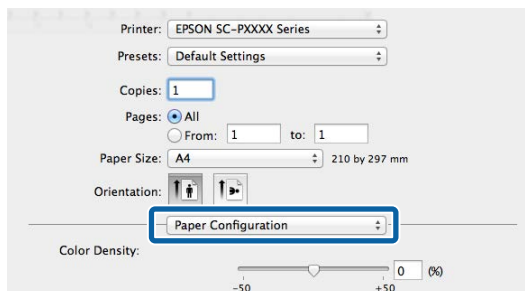 Printer: EPSON SC-PXXXX Series
Presets: Default Settings
Copies: 1
Pages: All
From: 1 to: 1
Paper Size: A4 210 by 297 mm
Orientation:
Paper Configuration
Color Density:
0 (%)
-50 +50